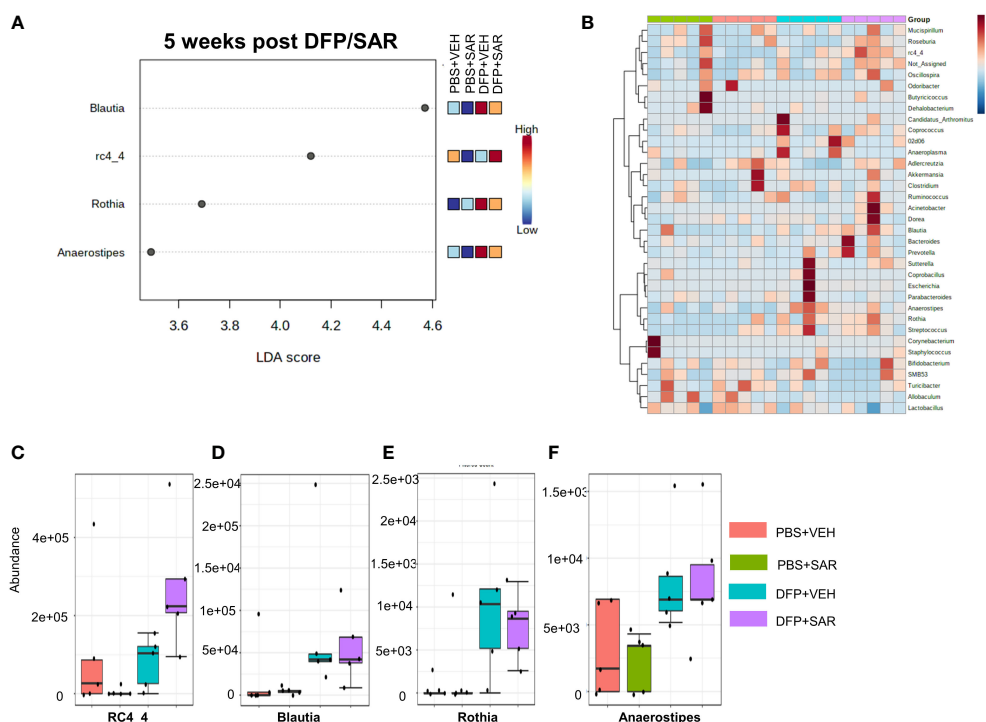 A
5 weeks post DFP/SAR
PBS+VEH
PBS+SAR
DFP+VEH
DFP+SAR
Blautia
rc4_4
Rothia
Anaerostipes
High
Low
3.6 3.8 4.0 4.2 4.4 4.6
LDA score
B
Group
Mucispirillum
Roseburia
rc4_4
Not_Assigned
Oscillospira
Odoribacter
Butyricicoccus
Dehalobacterium
Candidatus_Arthromitus
Coprococcus
02d06
Anaeroplasma
Adlercreutzia
Akkermansia
Clostridium
Ruminococcus
Acinetobacter
Dorea
Blautia
Bacteroides
Prevotella
Sutterella
Coprobacillus
Escherichia
Parabacteroides
Anaerostipes
Rothia
Streptococcus
Corynebacterium
Staphylococcus
Bifidobacterium
SMB53
Turicibacter
Allobaculum
Lactobacillus
C
Abundance
4e+05
2e+05
0
RC4 4
D
2.5e+04
2e+05
1e+05
1e+04
5e+04
0
Blautia
E
2.5e+03
2e+04
1e+04
5e+03
0
Rothia
F
1.5e+03
1e+04
5e+03
0
Anaerostipes
PBS+VEH
PBS+SAR
DFP+VEH
DFP+SAR